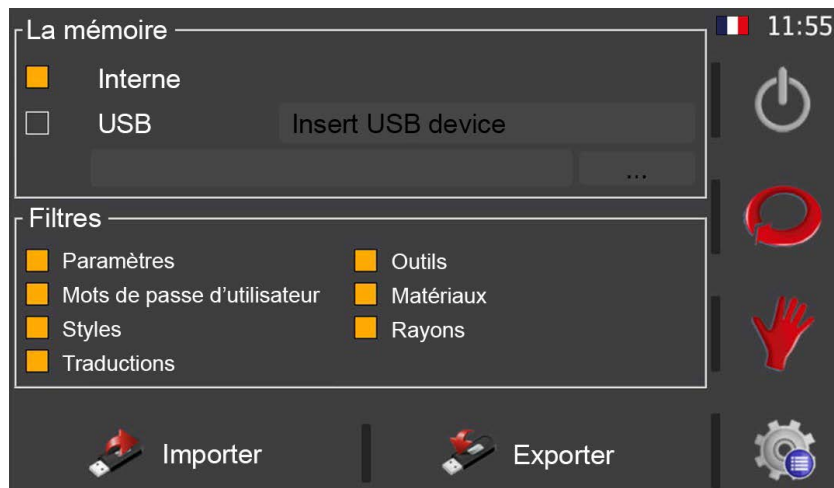 La mémoire
11:55
Interne
USB
Insert USB device
...
Filtres
Paramètres
Outils
Mots de passe d’utilisateur
Matériaux
Styles
Rayons
Traductions
Importer
Exporter